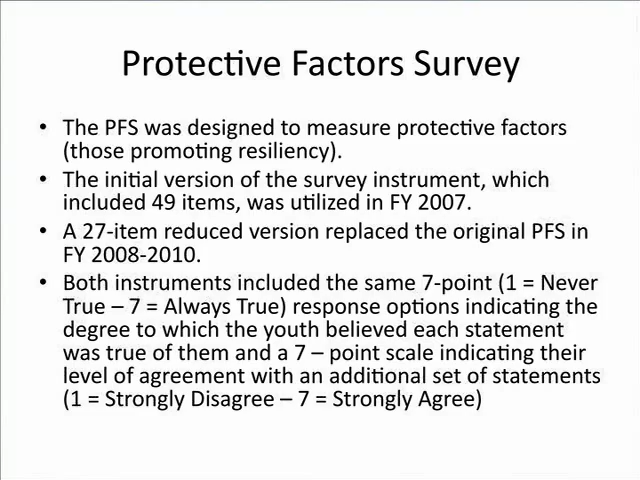 Protective Factors Survey
• The PFS was designed to measure protective factors
(those promoting resiliency).
• The initial version of the survey instrument, which
included 49 items, was utilized in FY 2007.
• A 27-item reduced version replaced the original PFS in
FY 2008-2010.
• Both instruments included the same 7-point (1 = Never
True – 7 = Always True) response options indicating the
degree to which the youth believed each statement
was true of them and a 7 – point scale indicating their
level of agreement with an additional set of statements
(1 = Strongly Disagree – 7 = Strongly Agree)